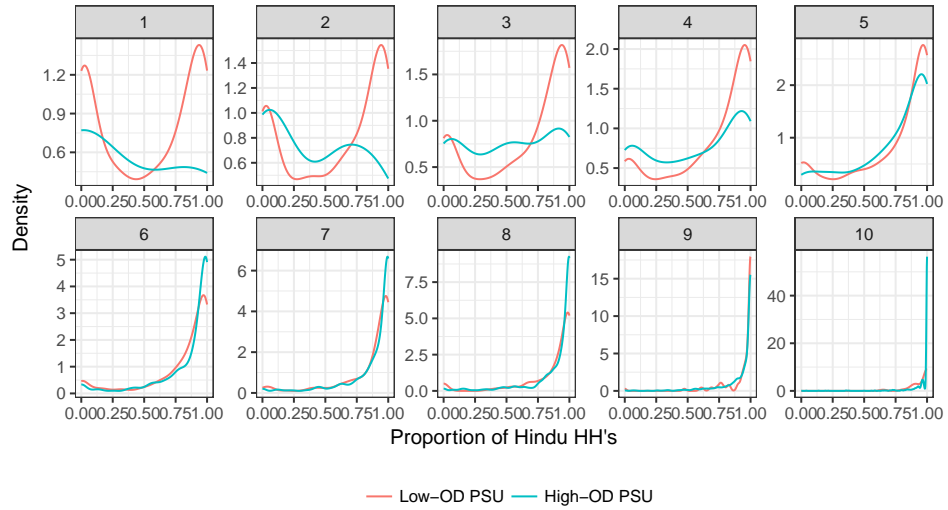 1 2 3 4 5
1.2 0.9 0.6
1.4 1.2 1.0 0.8 0.6
1.5 1.0 0.5
2.0 1.5 1.0 0.5
2 1
0.000.250.500.751.00 0.000.250.500.751.00 0.000.250.500.751.00 0.000.250.500.751.00 0.000.250.500.751.00
Density
6 7 8 9 10
5 4 3 2 1 0
6 4 2 0
7.5 5.0 2.5 0.0
15 10 5 0
40 20 0
0.000.250.500.751.00 0.000.250.500.751.00 0.000.250.500.751.00 0.000.250.500.751.00 0.000.250.500.751.00
Proportion of Hindu HH's
Low−OD PSU High−OD PSU